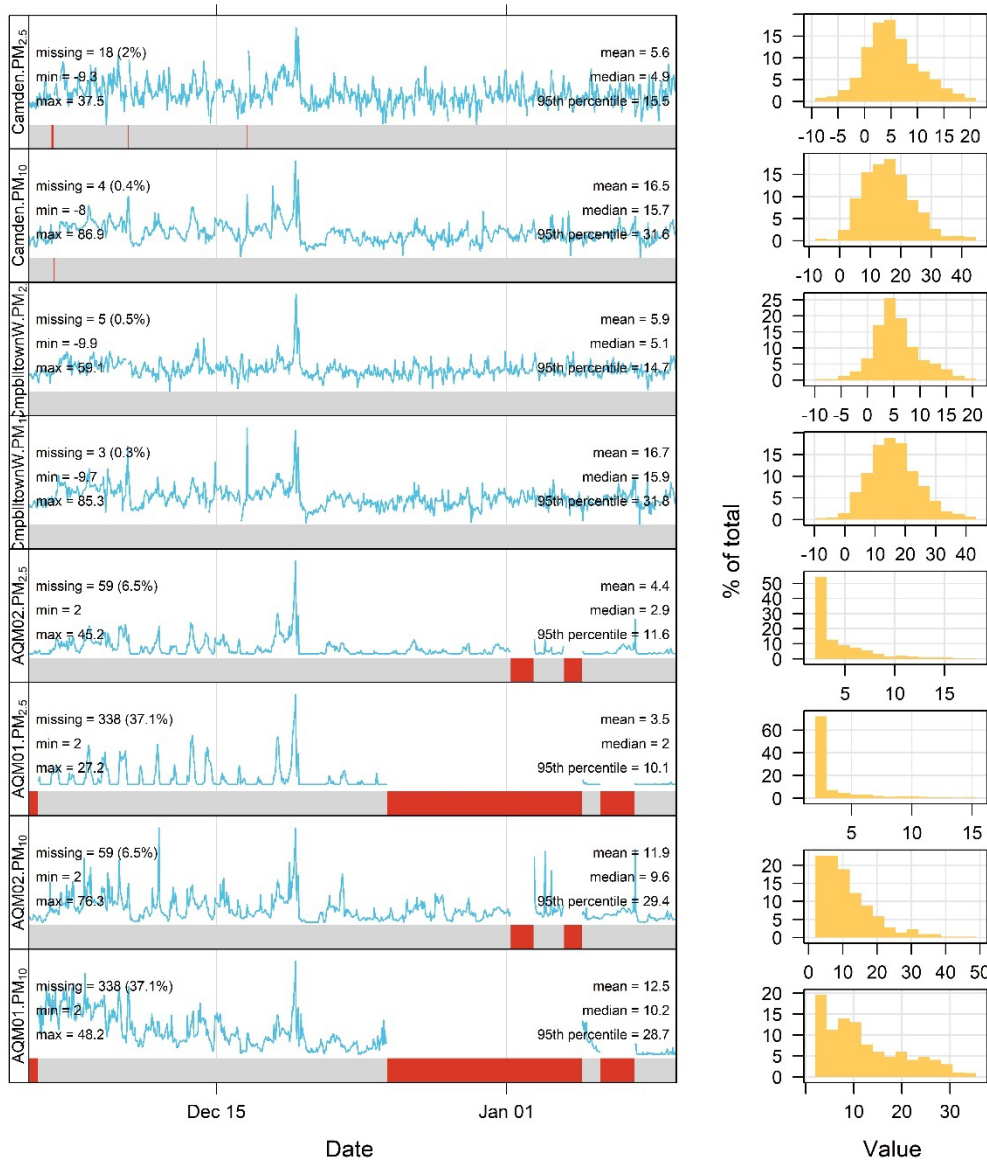 Camden.PM2.5
missing = 18 (2%)
min = -9.3
max = 37.5
mean = 5.6
median = 4.9
95th percentile = 15.5
Camden.PM10
missing = 4 (0.4%)
min = -8
max = 86.9
mean = 16.5
median = 15.7
95th percentile = 31.6
CmpblltownW.PM2.
missing = 5 (0.5%)
min = -9.9
max = 59.1
mean = 5.9
median = 5.1
95th percentile = 14.7
CmpblltownW.PM1
missing = 3 (0.3%)
min = -9.7
max = 85.3
mean = 16.7
median = 15.9
95th percentile = 31.8
AQM02.PM2.5
missing = 59 (6.5%)
min = 2
max = 45.2
mean = 4.4
median = 2.9
95th percentile = 11.6
AQM01.PM2.5
missing = 338 (37.1%)
min = 2
max = 27.2
mean = 3.5
median = 2
95th percentile = 10.1
AQM02.PM10
missing = 59 (6.5%)
min = 2
max = 76.3
mean = 11.9
median = 9.6
95th percentile = 29.4
AQM01.PM10
missing = 338 (37.1%)
min = 2
max = 48.2
mean = 12.5
median = 10.2
95th percentile = 28.7
Dec 15 Jan 01
Date
% of total
15
10
5
0
-10 -5 0 5 10 15 20
15
10
5
0
-10 0 10 20 30 40
25
20
15
10
5
0
-10 -5 0 5 10 15 20
15
10
5
0
-10 0 10 20 30 40
50
40
30
20
10
0
5 10 15
60
40
20
0
5 10 15
20
15
10
5
0
0 10 20 30 40 50
20
15
10
5
0
10 20 30
Value